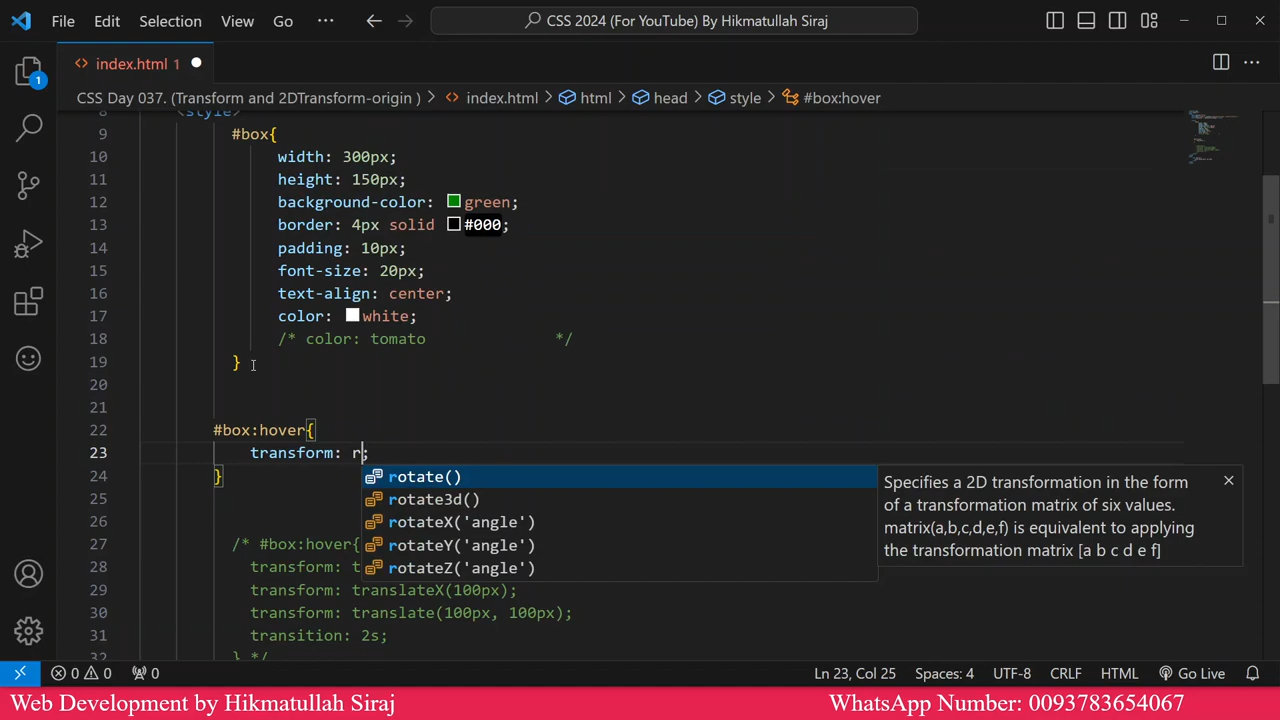 File Edit Selection View Go ··· CSS 2024 (For YouTube) By Hikmatullah Siraj
index.html 1
CSS Day 037. (Transform and 2DTransform-origin ) > index.html > html > head > style > #box:hover
8 <style>
9 #box{
10 width: 300px;
11 height: 150px;
12 background-color: green;
13 border: 4px solid #000;
14 padding: 10px;
15 font-size: 20px;
16 text-align: center;
17 color: white;
18 /* color: tomato */
19 }
20
21
22 #box:hover{
23 transform: r;
24 }
25
26
27 /* #box:hover{
28 transform: t
29 transform: translateX(100px);
30 transform: translate(100px, 100px);
31 transition: 2s;
32 } */
rotate()
rotate3d()
rotateX('angle')
rotateY('angle')
rotateZ('angle')
Specifies a 2D transformation in the form
of a transformation matrix of six values.
matrix(a,b,c,d,e,f) is equivalent to applying
the transformation matrix [a b c d e f]
1
0 0 0 Ln 23, Col 25 Spaces: 4 UTF-8 CRLF HTML Go Live
Web Development by Hikmatullah Siraj WhatsApp Number: 0093783654067